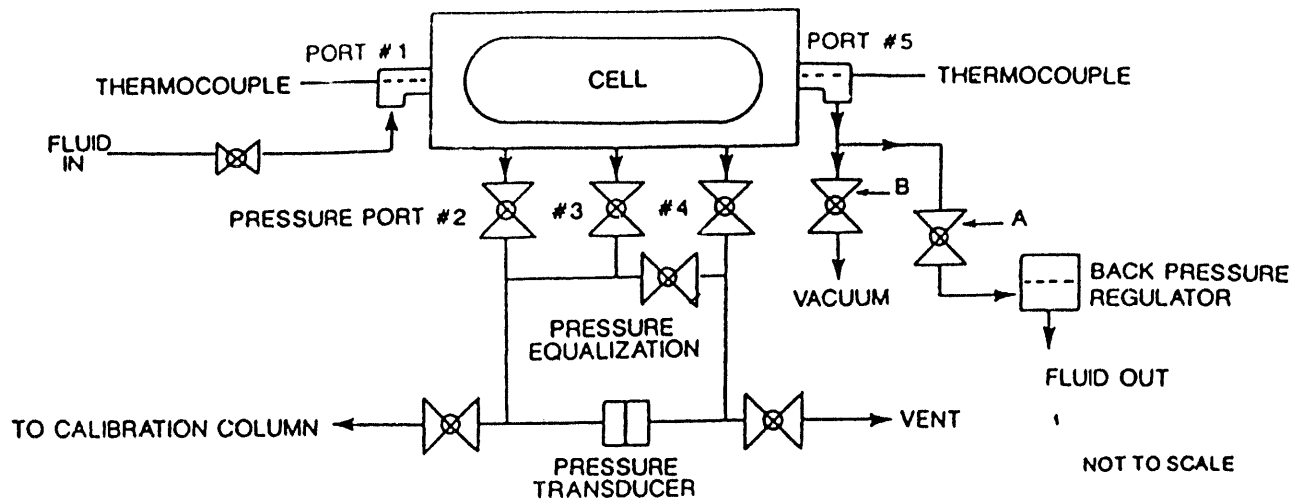 PORT #1
PORT #5
THERMOCOUPLE
CELL
THERMOCOUPLE
FLUID
IN
B
PRESSURE PORT #2
#3
#4
A
VACUUM
BACK PRESSURE
REGULATOR
PRESSURE
EQUALIZATION
FLUID OUT
TO CALIBRATION COLUMN
VENT
PRESSURE
TRANSDUCER
NOT TO SCALE